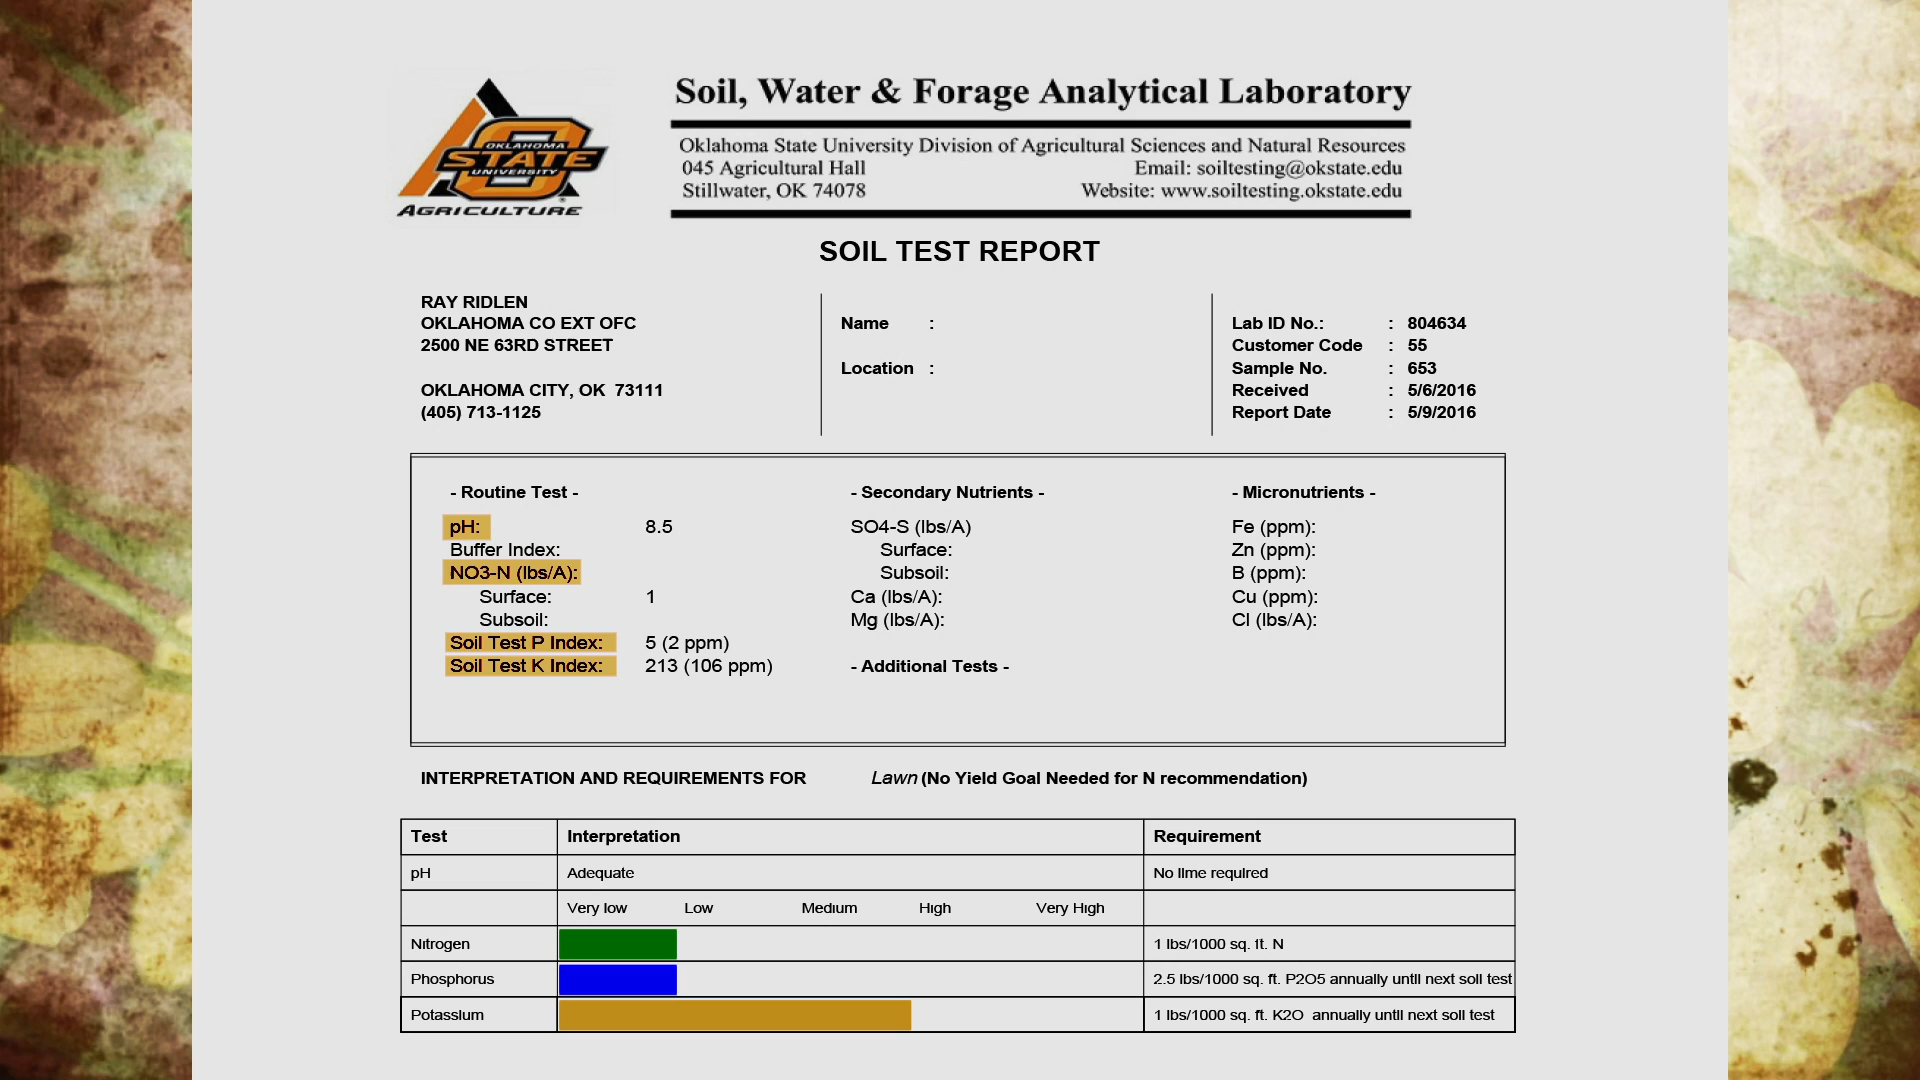 OKLAHOMA
STATE
UNIVERSITY
AGRICULTURE
Soil, Water & Forage Analytical Laboratory
Oklahoma State University Division of Agricultural Sciences and Natural Resources
045 Agricultural Hall Email: soiltesting@okstate.edu
Stillwater, OK 74078 Website: www.soiltesting.okstate.edu
SOIL TEST REPORT
RAY RIDLEN
OKLAHOMA CO EXT OFC
2500 NE 63RD STREET
OKLAHOMA CITY, OK 73111
(405) 713-1125
Name :
Location :
Lab ID No.: : 804634
Customer Code : 55
Sample No. : 653
Received : 5/6/2016
Report Date : 5/9/2016
- Routine Test -
pH: 8.5
Buffer Index:
NO3-N (lbs/A):
Surface: 1
Subsoil:
Soil Test P Index: 5 (2 ppm)
Soil Test K Index: 213 (106 ppm)
- Secondary Nutrients -
SO4-S (lbs/A)
Surface:
Subsoil:
Ca (lbs/A):
Mg (lbs/A):
- Additional Tests -
- Micronutrients -
Fe (ppm):
Zn (ppm):
B (ppm):
Cu (ppm):
Cl (lbs/A):
INTERPRETATION AND REQUIREMENTS FOR Lawn (No Yield Goal Needed for N recommendation)
Test Interpretation Requirement
pH Adequate No lime required
Very low Low Medium High Very High
Nitrogen 1 lbs/1000 sq. ft. N
Phosphorus 2.5 lbs/1000 sq. ft. P2O5 annually until next soil test
Potassium 1 lbs/1000 sq. ft. K2O annually until next soil test